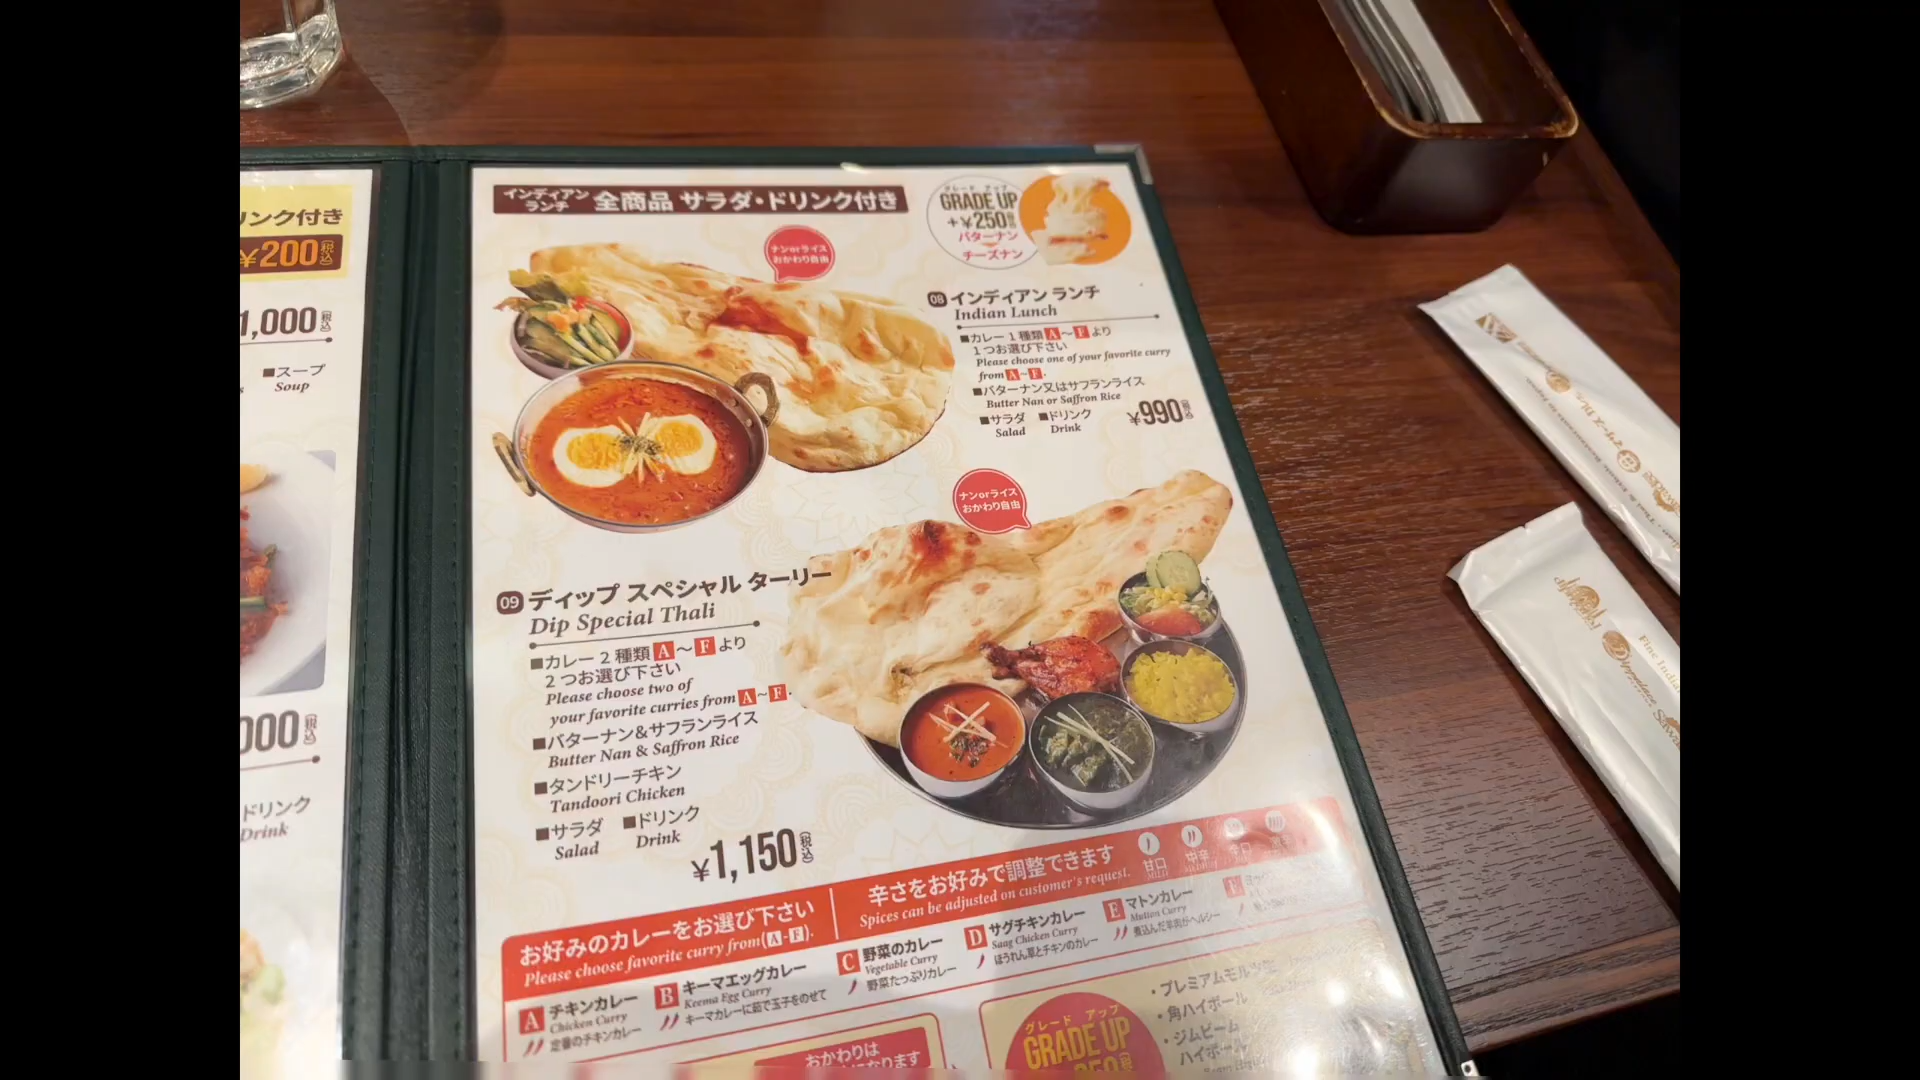 リンク付き
¥200(税込)
1,000(税込)
■スープ
Soup
000(税込)
ドリンク
Drink
インディアン
ランチ
全商品 サラダ・ドリンク付き
グレード アップ
GRADE UP
+¥250
バターナン
チーズナン
ナンorライス
おかわり自由
08 インディアン ランチ
Indian Lunch
■カレー 1 種類 A ~ F より
1 つお選び下さい
Please choose one of your favorite curry
from A ~ F.
■バターナン又はサフランライス
Butter Nan or Saffron Rice
■サラダ ■ドリンク
Salad Drink
¥990(税込)
ナンorライス
おかわり自由
09 ディップ スペシャル ターリー
Dip Special Thali
■カレー 2 種類 A ~ F より
2 つお選び下さい
Please choose two of
your favorite curries from A ~ F.
■バターナン&サフランライス
Butter Nan & Saffron Rice
■タンドリーチキン
Tandoori Chicken
■サラダ ■ドリンク
Salad Drink
¥1,150(税込)
お好みのカレーをお選び下さい
Please choose favorite curry from(A-F).
辛さをお好みで調整できます
Spices can be adjusted on customer's request.
甘口
MILD
中辛
A チキンカレー
Chicken Curry
定番のチキンカレー
B キーマエッグカレー
Keema Egg Curry
キーマカレーに茹で玉子をのせて
C 野菜のカレー
Vegetable Curry
野菜たっぷりカレー
D サグチキンカレー
Saag Chicken Curry
ほうれん草とチキンのカレー
E マトンカレー
Mutton Curry
煮込んだ羊肉がヘルシー
おかわりは
になります
グレード アップ
GRADE UP
・プレミアムモルツ
・角ハイボール
・ジムビーム
ハイボール
Fine India
Dippalace